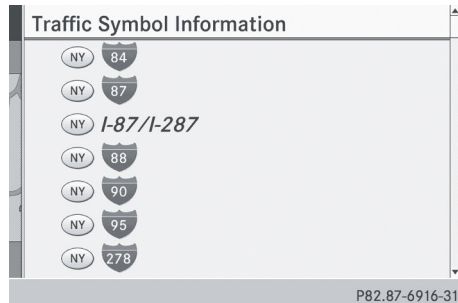 Traffic Symbol Information
NY 84
NY 87
NY I-87/I-287
NY 88
NY 90
NY 95
NY 278
P82.87-6916-31